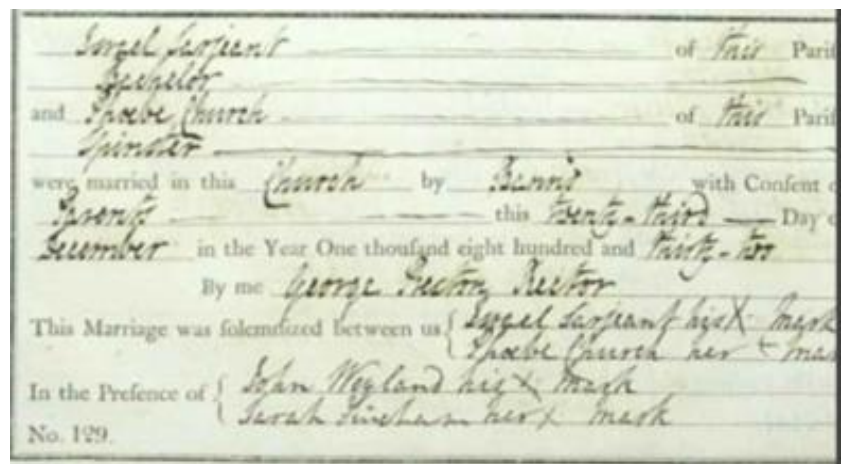 Israel Sarjeant of this Paris
Bachelor
and Phoebe Church of this Paris
Spinster
were married in this Church by Banns with Consent o
Parents this twenty-third Day o
December in the Year One thousand eight hundred and thirty-two
By me George Preston Rector
This Marriage was solemnized between us { Israel Sarjeant his X mark
Phoebe Church her X mar
In the Presence of { John Weyland his X mark
Sarah her X mark
No. 129.